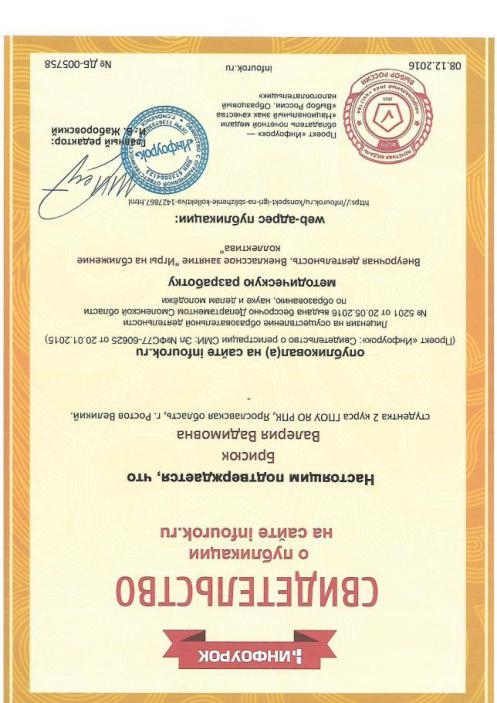 ИНФОУРОК
СВИДЕТЕЛЬСТВО
о публикации
на сайте infourok.ru
Настоящим подтверждается, что
Брисюк
Валерия Вадимовна
студентка 2 курса ГПОУ ЯО РПК, Ярославская область, г. Ростов Великий.
-
опубликовал(а) на сайте infourok.ru
(Проект «Инфоурок»: Свидетельство о регистрации СМИ: Эл №ФС77-60625 от 20.01.2015)
Лицензия на осуществление образовательной деятельности
№ 5201 от 20.05.2016 выдана бессрочно Департаментом Смоленской области
по образованию, науке и делам молодёжи
методическую разработку
Внеурочная деятельность. Внеклассное занятие "Игры на сближение
коллектива"
web-адрес публикации:
https://infourok.ru/konspekt-igri-na-sblizhenie-kollektiva-1427867.html
Проект «Инфоурок» —
обладатель почетной медали
«Национальный знак качества
«Выбор России. Образцовый
налогоплательщик»
ВЫБОР РОССИИ
ПОЧЕТНАЯ МЕДАЛЬ
«Инфоурок»
Главный редактор:
И. В. Жаборовский
08.12.2016
infourok.ru
№ ДБ-005758